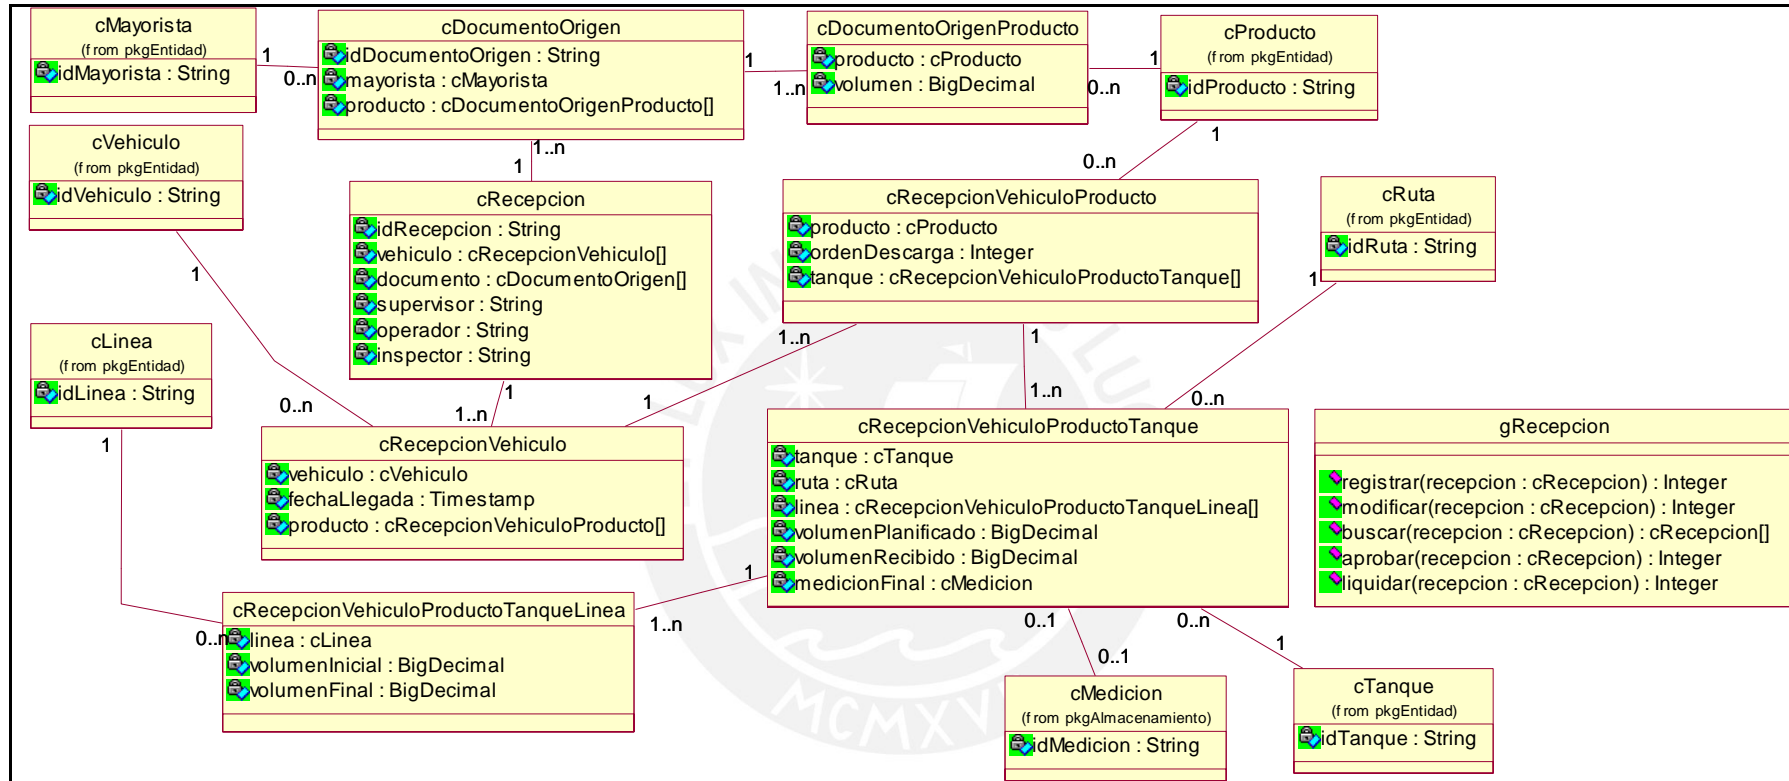 cMayorista
(from pkgEntidad)
idMayorista : String
1
0..n
cDocumentoOrigen
idDocumentoOrigen : String
mayorista : cMayorista
producto : cDocumentoOrigenProducto[]
1
1..n
cDocumentoOrigenProducto
producto : cProducto
volumen : BigDecimal
1
0..n
cProducto
(from pkgEntidad)
idProducto : String
1
0..n
cVehiculo
(from pkgEntidad)
idVehiculo : String
1
0..n
1..n
1
cRecepcion
idRecepcion : String
vehiculo : cRecepcionVehiculo[]
documento : cDocumentoOrigen[]
supervisor : String
operador : String
inspector : String
1
1..n
cRecepcionVehiculoProducto
producto : cProducto
ordenDescarga : Integer
tanque : cRecepcionVehiculoProductoTanque[]
1..n
1
1
1..n
cRuta
(from pkgEntidad)
idRuta : String
1
0..n
cLinea
(from pkgEntidad)
idLinea : String
1
0..n
cRecepcionVehiculo
vehiculo : cVehiculo
fechaLlegada : Timestamp
producto : cRecepcionVehiculoProducto[]
cRecepcionVehiculoProductoTanque
tanque : cTanque
ruta : cRuta
linea : cRecepcionVehiculoProductoTanqueLinea[]
volumenPlanificado : BigDecimal
volumenRecibido : BigDecimal
medicionFinal : cMedicion
gRecepcion
registrar(recepcion : cRecepcion) : Integer
modificar(recepcion : cRecepcion) : Integer
buscar(recepcion : cRecepcion) : cRecepcion[]
aprobar(recepcion : cRecepcion) : Integer
liquidar(recepcion : cRecepcion) : Integer
1
1..n
cRecepcionVehiculoProductoTanqueLinea
linea : cLinea
volumenInicial : BigDecimal
volumenFinal : BigDecimal
0..1
0..1
0..n
1
cMedicion
(from pkgAlmacenamiento)
idMedicion : String
cTanque
(from pkgEntidad)
idTanque : String
MCMXV